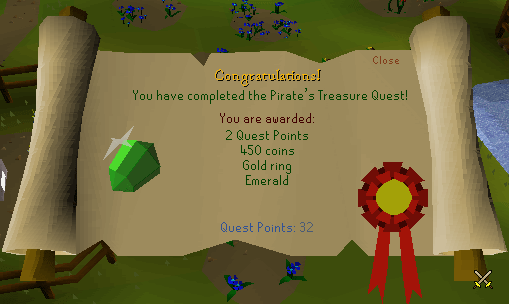 Close
Congratulations!
You have completed the Pirate's Treasure Quest!
You are awarded:
2 Quest Points
450 coins
Gold ring
Emerald
Quest Points: 32